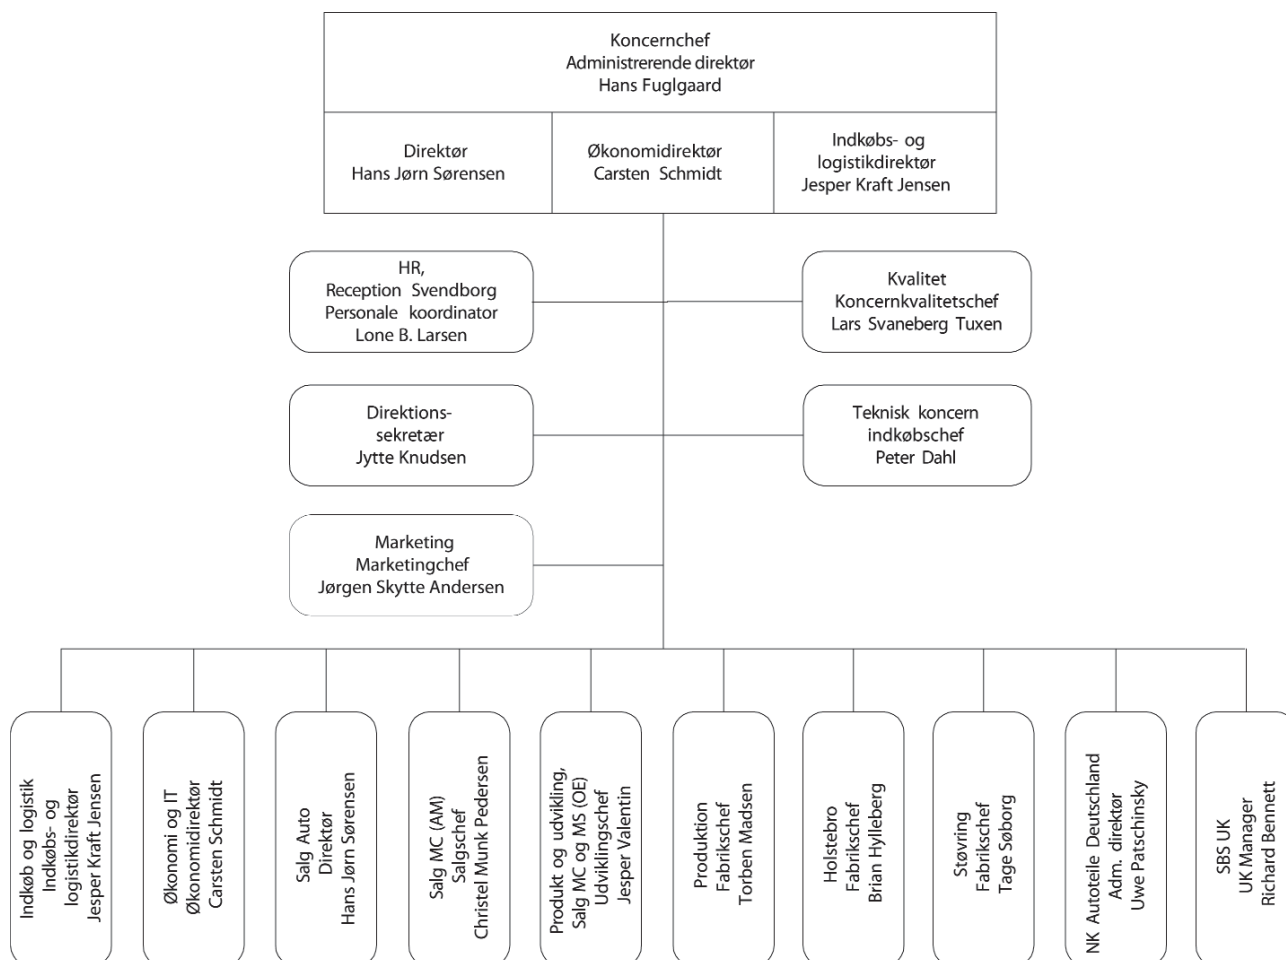 Koncernchef
Administrerende direktør
Hans Fuglgaard
Direktør
Hans Jørn Sørensen
Økonomidirektør
Carsten Schmidt
Indkøbs- og
logistikdirektør
Jesper Kraft Jensen
HR,
Reception Svendborg
Personale koordinator
Lone B. Larsen
Kvalitet
Koncernkvalitetschef
Lars Svaneberg Tuxen
Direktions-
sekretær
Jytte Knudsen
Teknisk koncern
indkøbschef
Peter Dahl
Marketing
Marketingchef
Jørgen Skytte Andersen
Indkøb og logistik
Indkøbs- og
logistikdirektør
Jesper Kraft Jensen
Økonomi og IT
Økonomidirektør
Carsten Schmidt
Salg Auto
Direktør
Hans Jørn Sørensen
Salg MC (AM)
Salgschef
Christel Munk Pedersen
Produkt og udvikling,
Salg MC og MS (OE)
Udviklingschef
Jesper Valentin
Produktion
Fabrikschef
Torben Madsen
Holstebro
Fabrikschef
Brian Hylleberg
Støvring
Fabrikschef
Tage Søborg
NK Autoteile Deutschland
Adm. direktør
Uwe Patschinsky
SBS UK
UK Manager
Richard Bennett